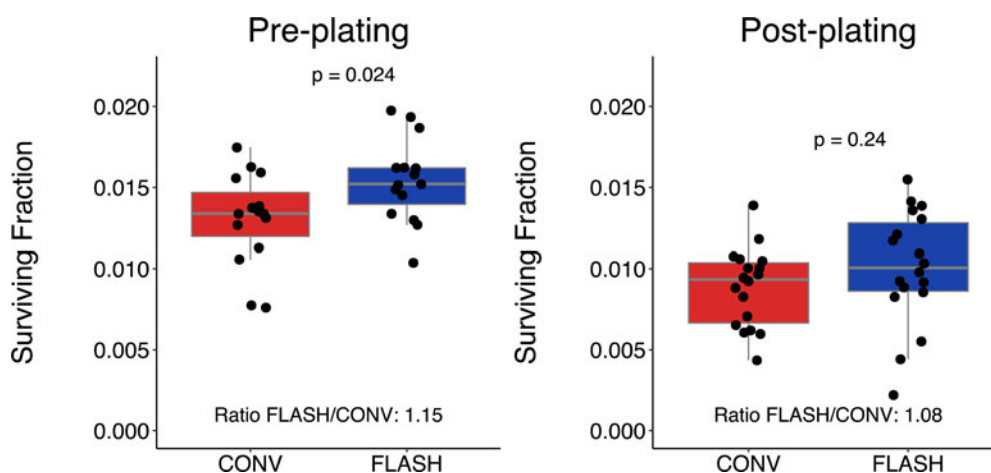 Pre-plating
p = 0.024
Surviving Fraction
0.020
0.015
0.010
0.005
0.000
Ratio FLASH/CONV: 1.15
CONV FLASH
Post-plating
p = 0.24
Surviving Fraction
0.020
0.015
0.010
0.005
0.000
Ratio FLASH/CONV: 1.08
CONV FLASH